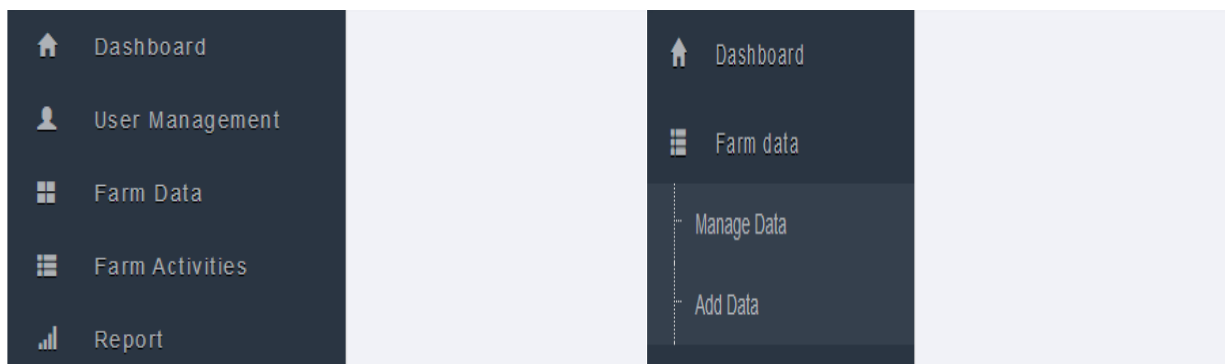 Dashboard
User Management
Farm Data
Farm Activities
Report
Dashboard
Farm data
Manage Data
Add Data